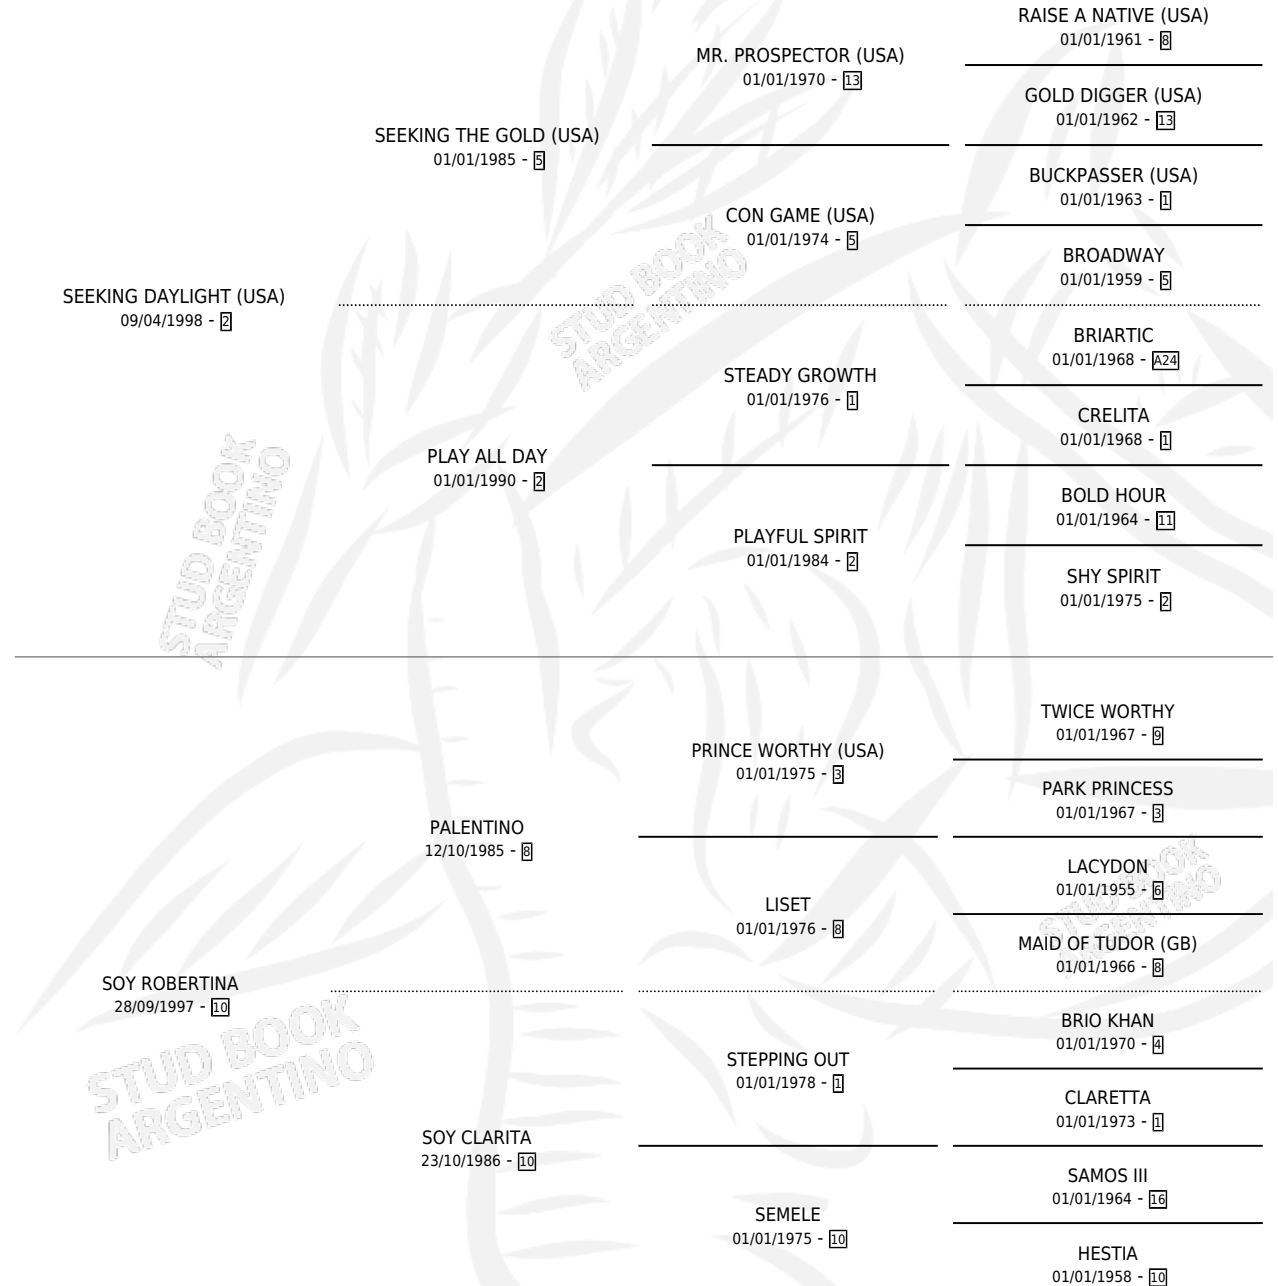 RAISE A NATIVE (USA)
01/01/1961 - 8
MR. PROSPECTOR (USA)
01/01/1970 - 13
GOLD DIGGER (USA)
01/01/1962 - 13
SEEKING THE GOLD (USA)
01/01/1985 - 5
BUCKPASSER (USA)
01/01/1963 - 1
CON GAME (USA)
01/01/1974 - 5
BROADWAY
01/01/1959 - 5
SEEKING DAYLIGHT (USA)
09/04/1998 - 2
BRIARTIC
01/01/1968 - A24
STEADY GROWTH
01/01/1976 - 1
CRELITA
01/01/1968 - 1
PLAY ALL DAY
01/01/1990 - 2
BOLD HOUR
01/01/1964 - 11
PLAYFUL SPIRIT
01/01/1984 - 2
SHY SPIRIT
01/01/1975 - 2
TWICE WORTHY
01/01/1967 - 9
PRINCE WORTHY (USA)
01/01/1975 - 3
PARK PRINCESS
01/01/1967 - 3
PALENTINO
12/10/1985 - 8
LACYDON
01/01/1955 - 6
LISET
01/01/1976 - 8
MAID OF TUDOR (GB)
01/01/1966 - 8
SOY ROBERTINA
28/09/1997 - 10
BRIO KHAN
01/01/1970 - 4
STEPPING OUT
01/01/1978 - 1
CLARETTA
01/01/1973 - 1
SOY CLARITA
23/10/1986 - 10
SAMOS III
01/01/1964 - 16
SEMELE
01/01/1975 - 10
HESTIA
01/01/1958 - 10
STUD BOOK
ARGENTINO
STUD BOOK
ARGENTINO
STUD BOOK
ARGENTINO
STUD BOOK
ARGENTINO